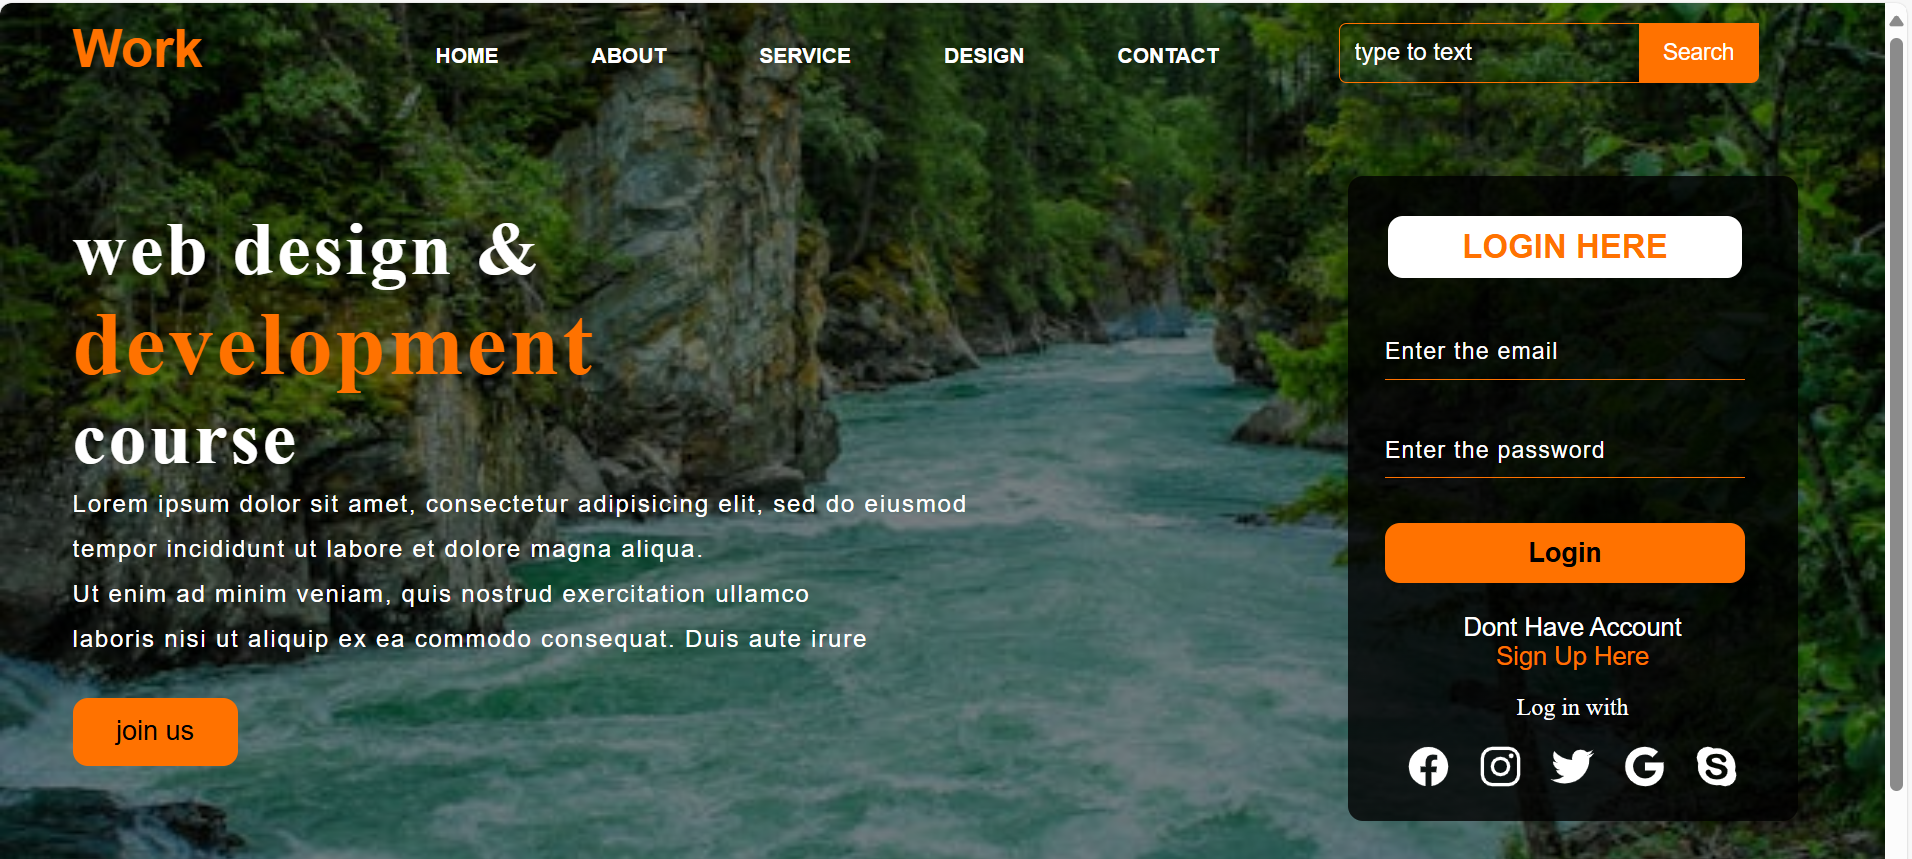 Work
HOME ABOUT SERVICE DESIGN CONTACT
type to text Search
web design &
development
course
Lorem ipsum dolor sit amet, consectetur adipisicing elit, sed do eiusmod
tempor incididunt ut labore et dolore magna aliqua.
Ut enim ad minim veniam, quis nostrud exercitation ullamco
laboris nisi ut aliquip ex ea commodo consequat. Duis aute irure
join us
LOGIN HERE
Enter the email
Enter the password
Login
Dont Have Account
Sign Up Here
Log in with